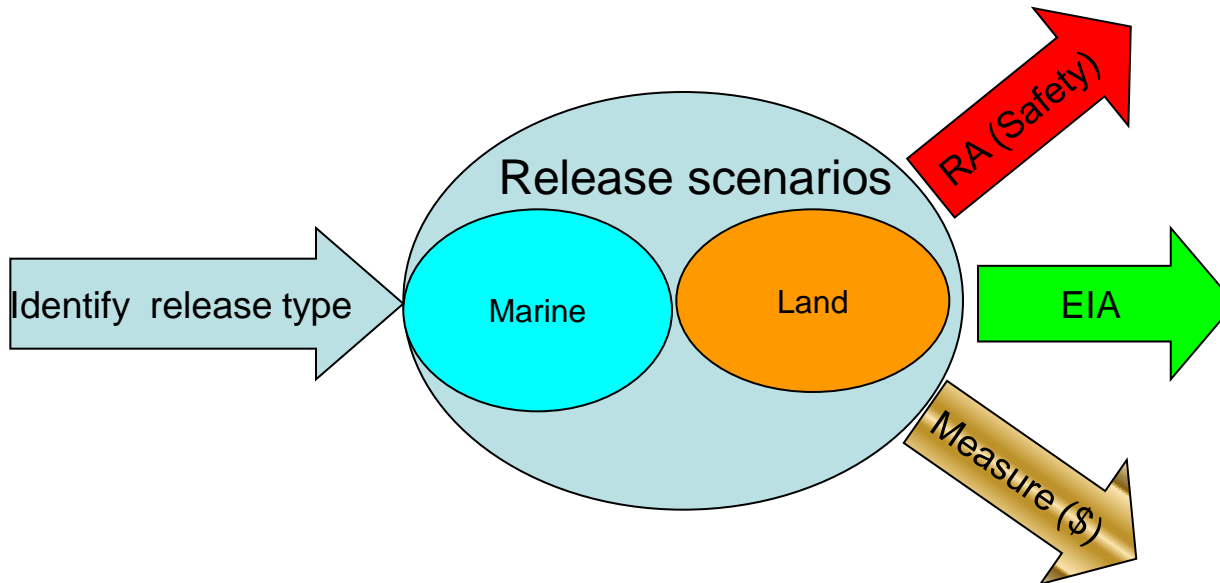 Identify  release type
Release scenarios
Marine
Land
RA (Safety)
EIA
Measure ($)